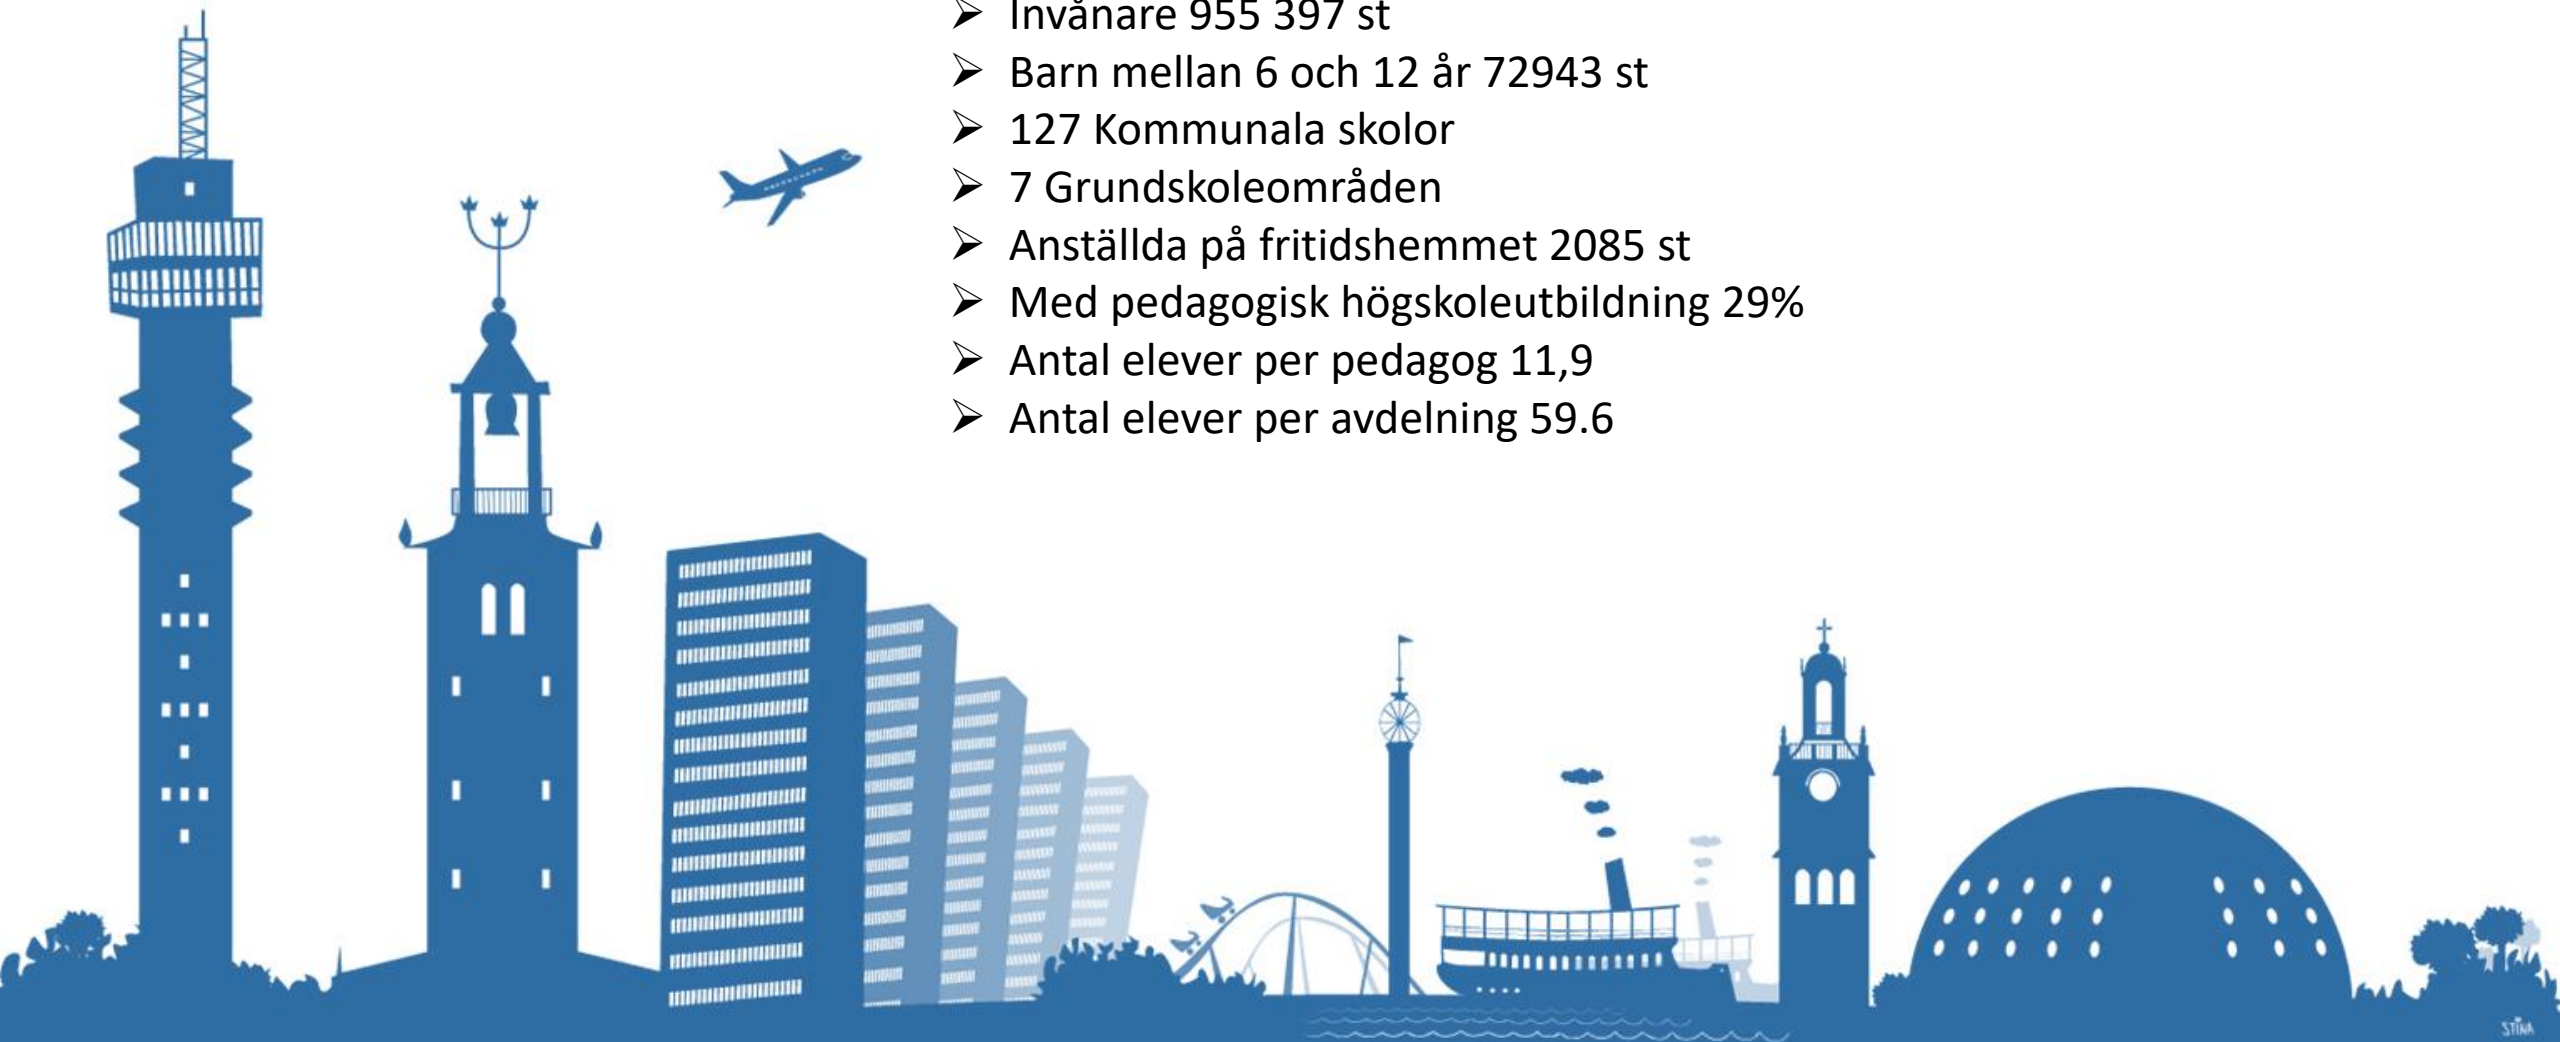 ➢ Invånare 955 397 st
➢ Barn mellan 6 och 12 år 72943 st
➢ 127 Kommunala skolor
➢ 7 Grundskoleområden
➢ Anställda på fritidshemmet 2085 st
➢ Med pedagogisk högskoleutbildning 29%
➢ Antal elever per pedagog 11,9
➢ Antal elever per avdelning 59.6
STINA